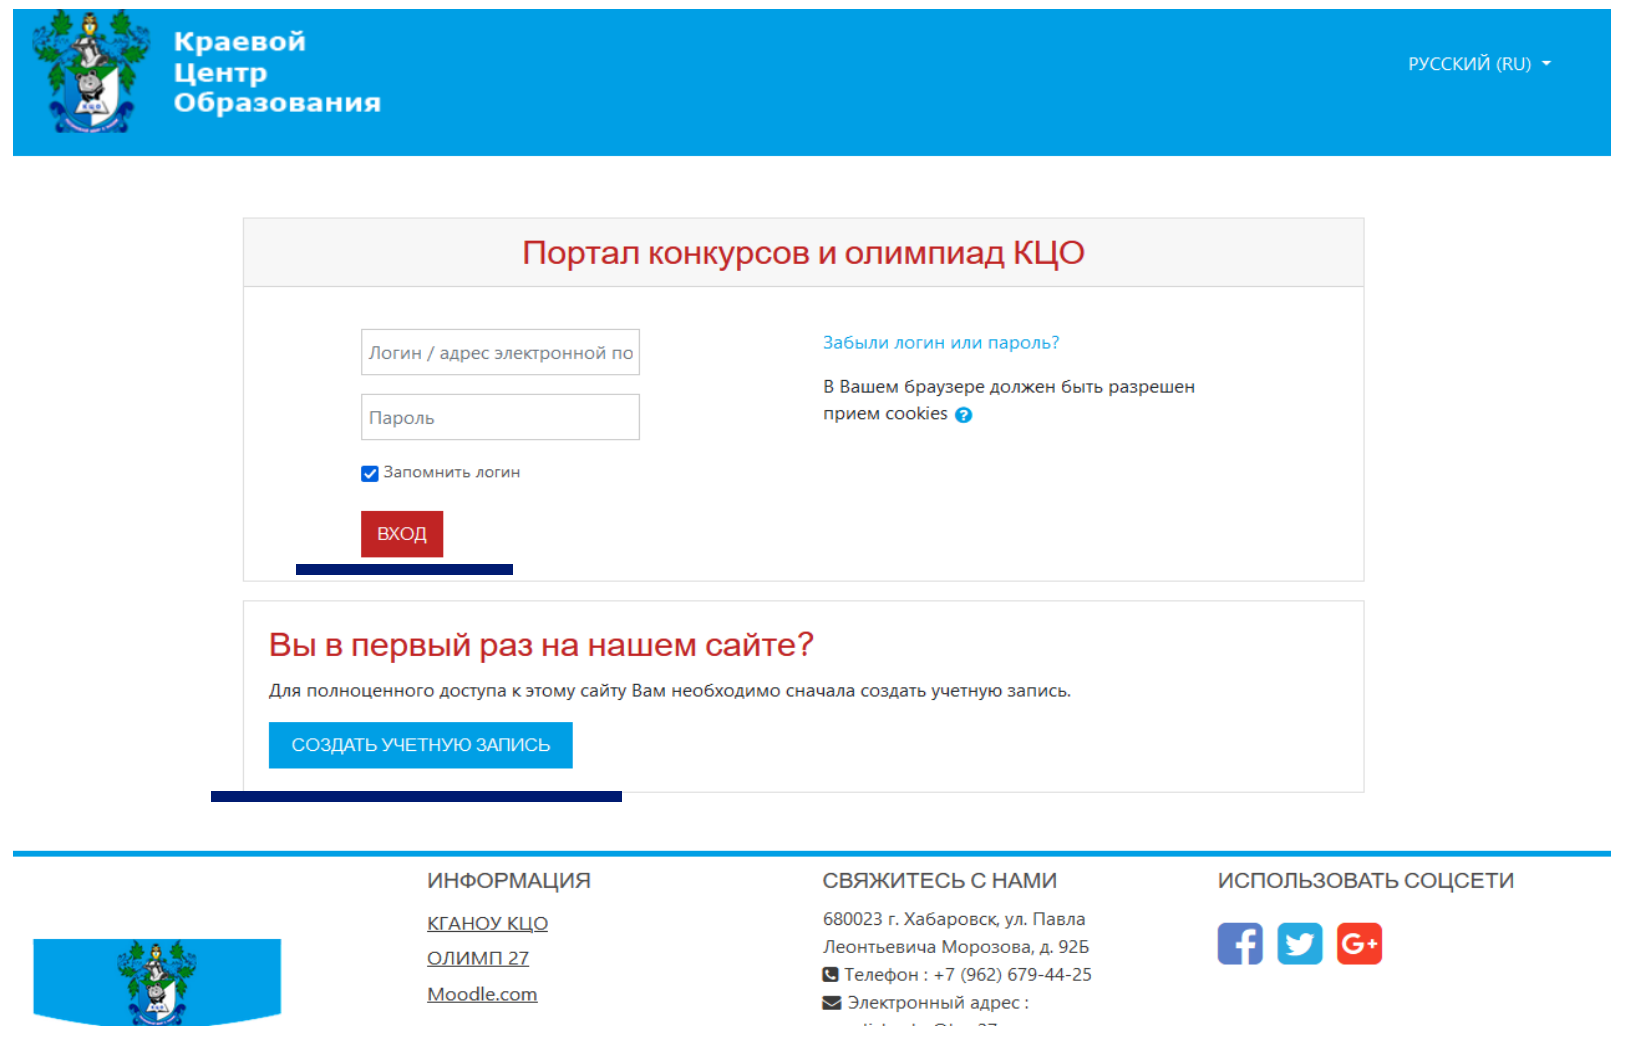 Краевой
Центр
Образования
РУССКИЙ (RU)
Портал конкурсов и олимпиад КЦО
Логин / адрес электронной по
Пароль
Запомнить логин
ВХОД
Забыли логин или пароль?
В Вашем браузере должен быть разрешен
прием cookies
Вы в первый раз на нашем сайте?
Для полноценного доступа к этому сайту Вам необходимо сначала создать учетную запись.
СОЗДАТЬ УЧЕТНУЮ ЗАПИСЬ
ИНФОРМАЦИЯ
КГАНОУ КЦО
ОЛИМП 27
Moodle.com
СВЯЖИТЕСЬ С НАМИ
680023 г. Хабаровск, ул. Павла
Леонтьевича Морозова, д. 92Б
Телефон : +7 (962) 679-44-25
Электронный адрес :
ИСПОЛЬЗОВАТЬ СОЦСЕТИ